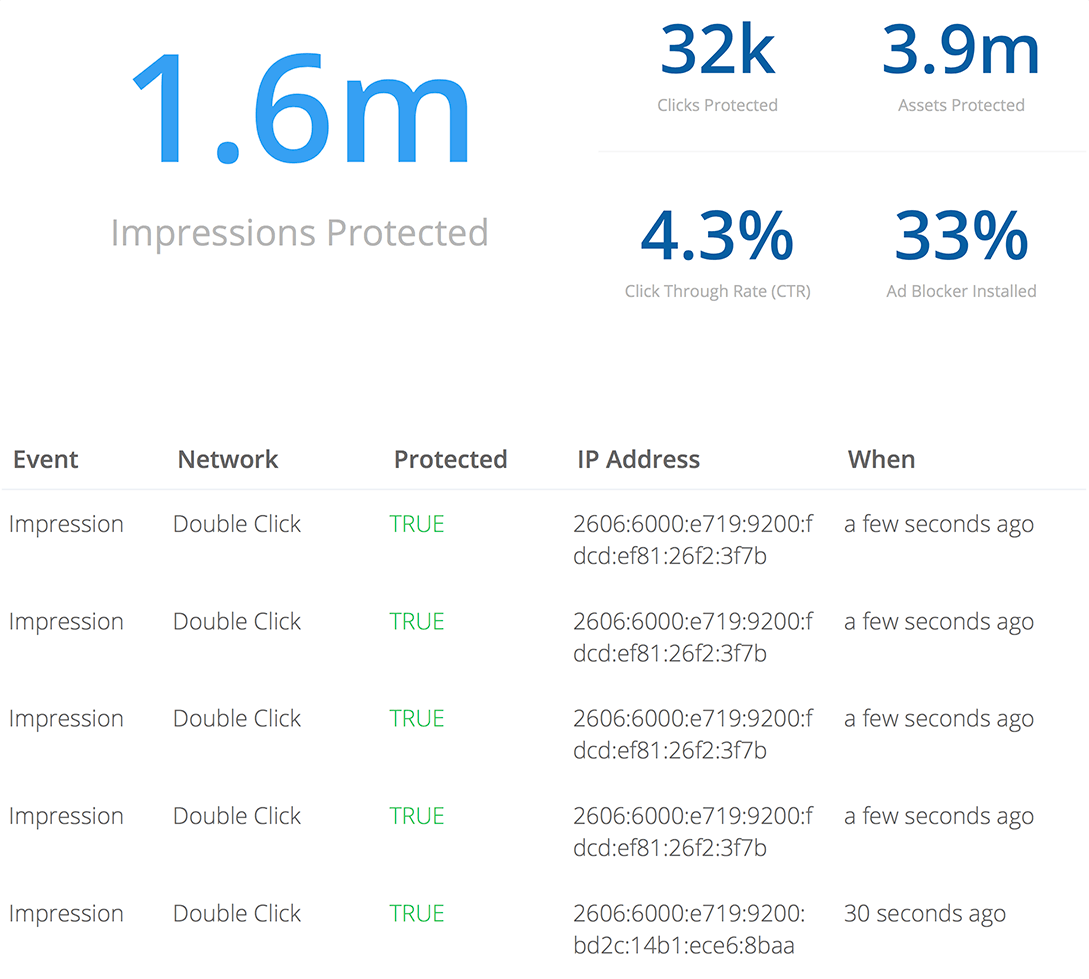 1.6m
Impressions Protected
32k
Clicks Protected
3.9m
Assets Protected
4.3%
Click Through Rate (CTR)
33%
Ad Blocker Installed
Event Network Protected IP Address When
Impression Double Click TRUE 2606:6000:e719:9200:f a few seconds ago
dcd:ef81:26f2:3f7b
Impression Double Click TRUE 2606:6000:e719:9200:f a few seconds ago
dcd:ef81:26f2:3f7b
Impression Double Click TRUE 2606:6000:e719:9200:f a few seconds ago
dcd:ef81:26f2:3f7b
Impression Double Click TRUE 2606:6000:e719:9200:f a few seconds ago
dcd:ef81:26f2:3f7b
Impression Double Click TRUE 2606:6000:e719:9200: 30 seconds ago
bd2c:14b1:ece6:8baa